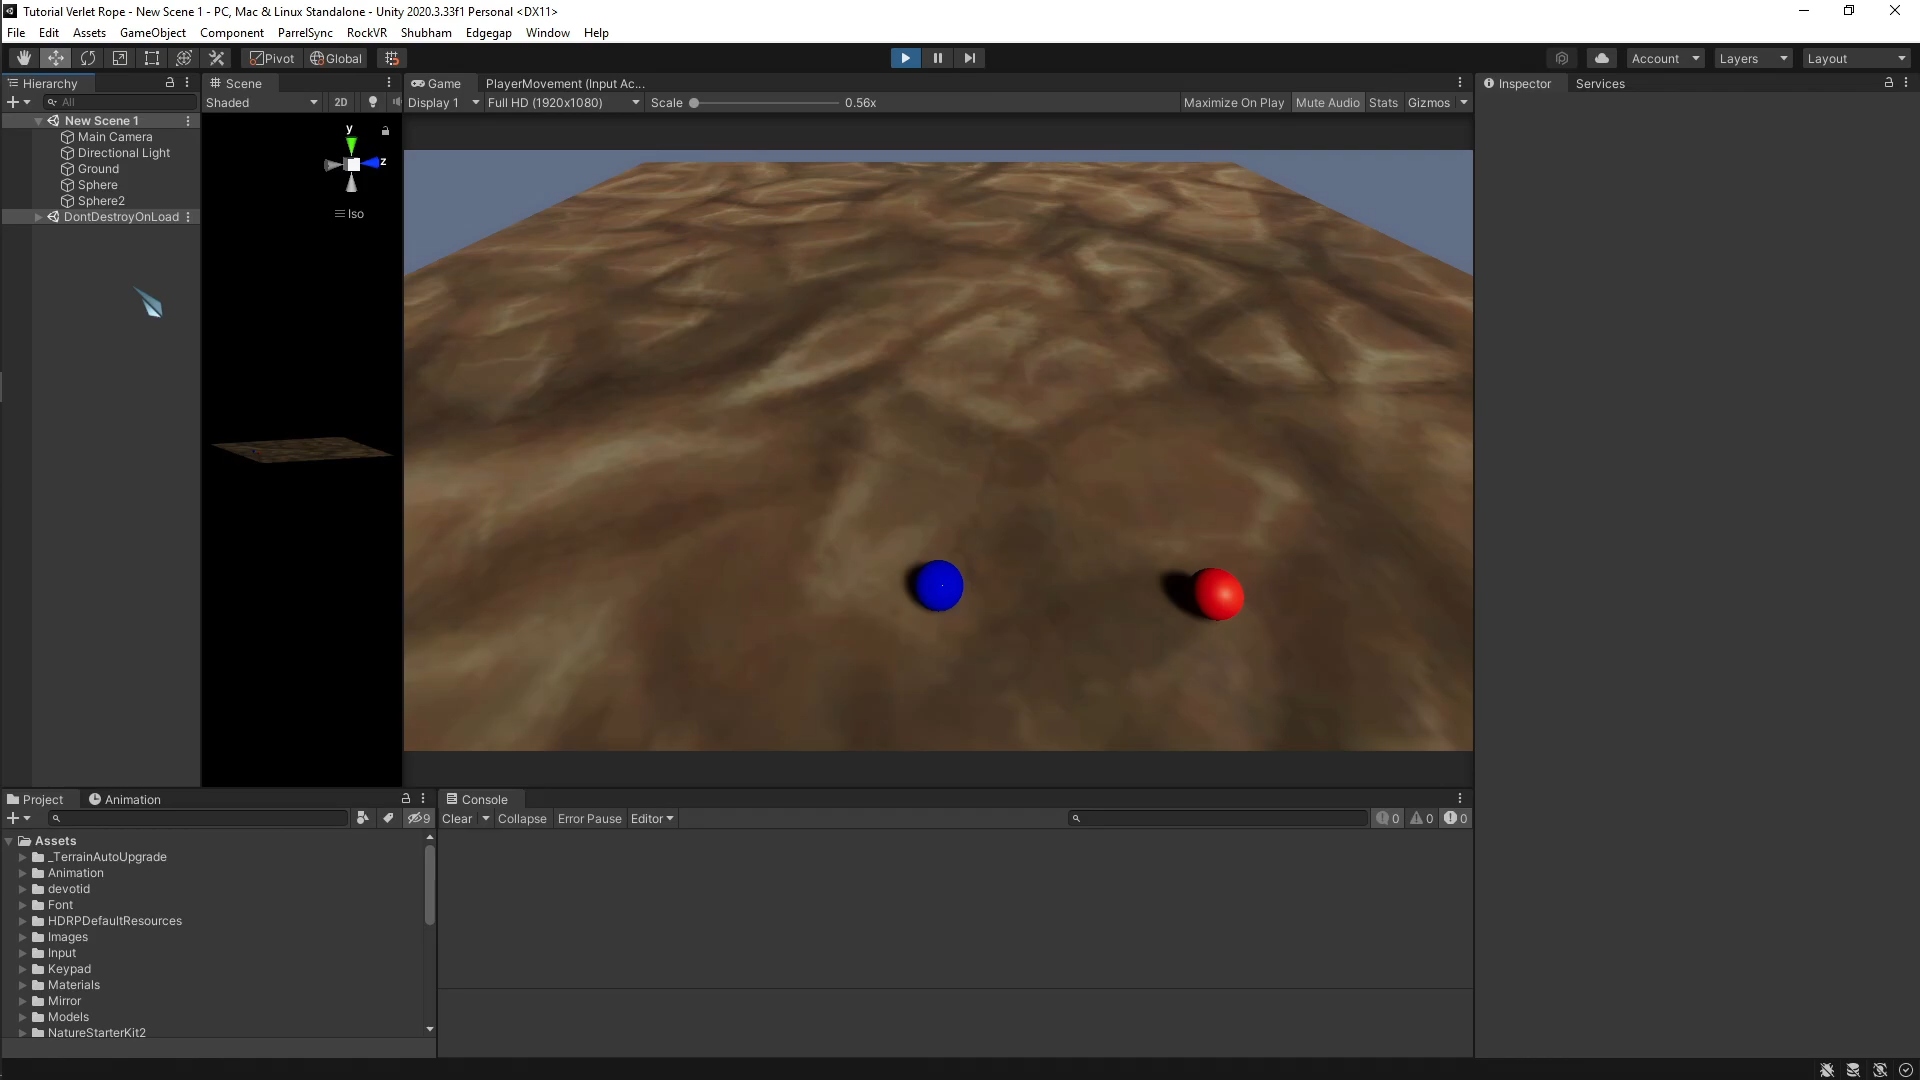 Tutorial Verlet Rope - New Scene 1 - PC, Mac & Linux Standalone - Unity 2020.3.33f1 Personal <DX11>
File Edit Assets GameObject Component ParrelSync RockVR Shubham Edgegap Window Help
Pivot Global Account Layers Layout
Hierarchy Scene Game PlayerMovement (Input Ac... Inspector Services
All Shaded 2D Display 1 Full HD (1920x1080) Scale 0.56x Maximize On Play Mute Audio Stats Gizmos
New Scene 1
Main Camera
Directional Light
Ground
Sphere
Sphere2
DontDestroyOnLoad
y
z
Iso
Project Animation Console
9 Clear Collapse Error Pause Editor 0 0 0
Assets
_TerrainAutoUpgrade
Animation
devotid
Font
HDRPDefaultResources
Images
Input
Keypad
Materials
Mirror
Models
NatureStarterKit2